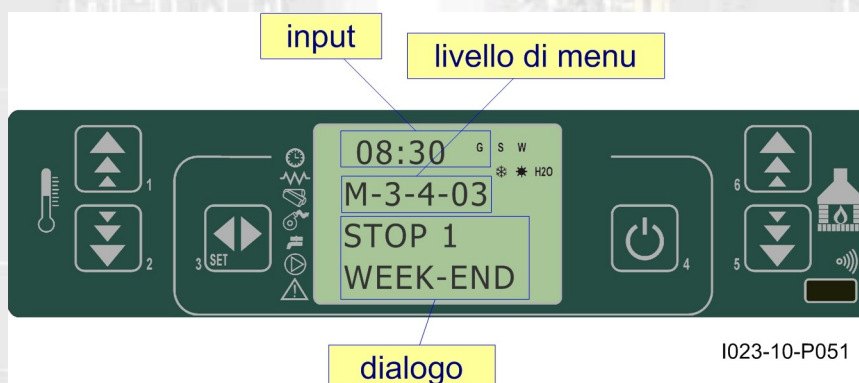 input
livello di menu
08:30 G S W
H2O
M-3-4-03
STOP 1
WEEK-END
1
2
3 SET
4
5
6
dialogo
I023-10-P051